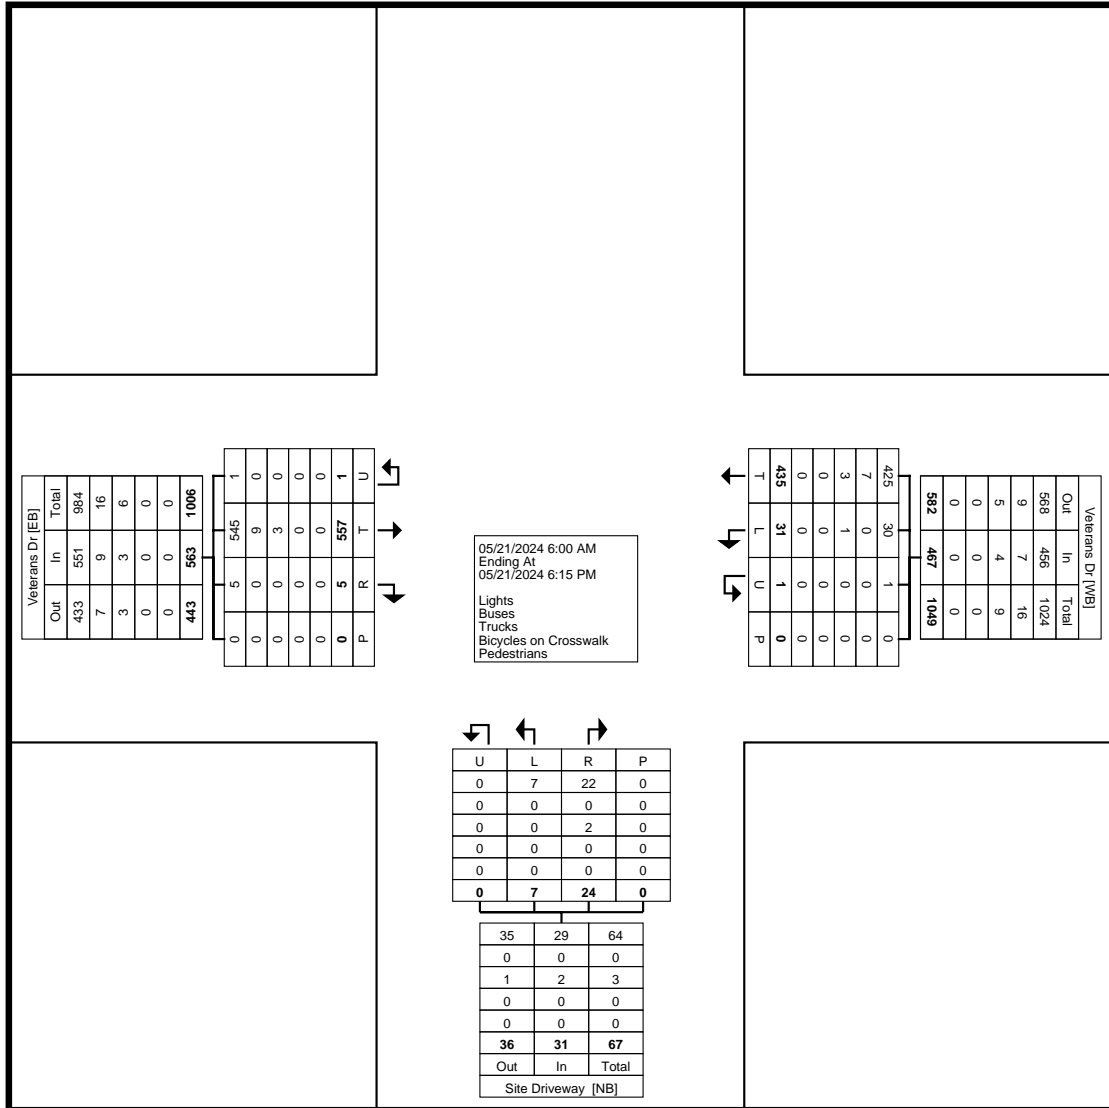 Veterans Dr [EB]
Total In Out
984 551 433
16 9 7
6 3 3
0 0 0
0 0 0
1006 563 443
1 545 5 0
0 9 0 0
0 3 0 0
0 0 0 0
0 0 0 0
1 557 5 0
U T R P
05/21/2024 6:00 AM
Ending At
05/21/2024 6:15 PM
Lights
Buses
Trucks
Bicycles on Crosswalk
Pedestrians
Veterans Dr [WB]
Out In Total
568 456 1024
9 7 16
5 4 9
0 0 0
0 0 0
582 467 1049
425 30 1 0
7 0 0 0
3 1 0 0
0 0 0 0
0 0 0 0
435 31 1 0
T L U P
U L R P
0 7 22 0
0 0 0 0
0 0 2 0
0 0 0 0
0 0 0 0
0 7 24 0
35 29 64
0 0 0
1 2 3
0 0 0
0 0 0
36 31 67
Out In Total
Site Driveway [NB]